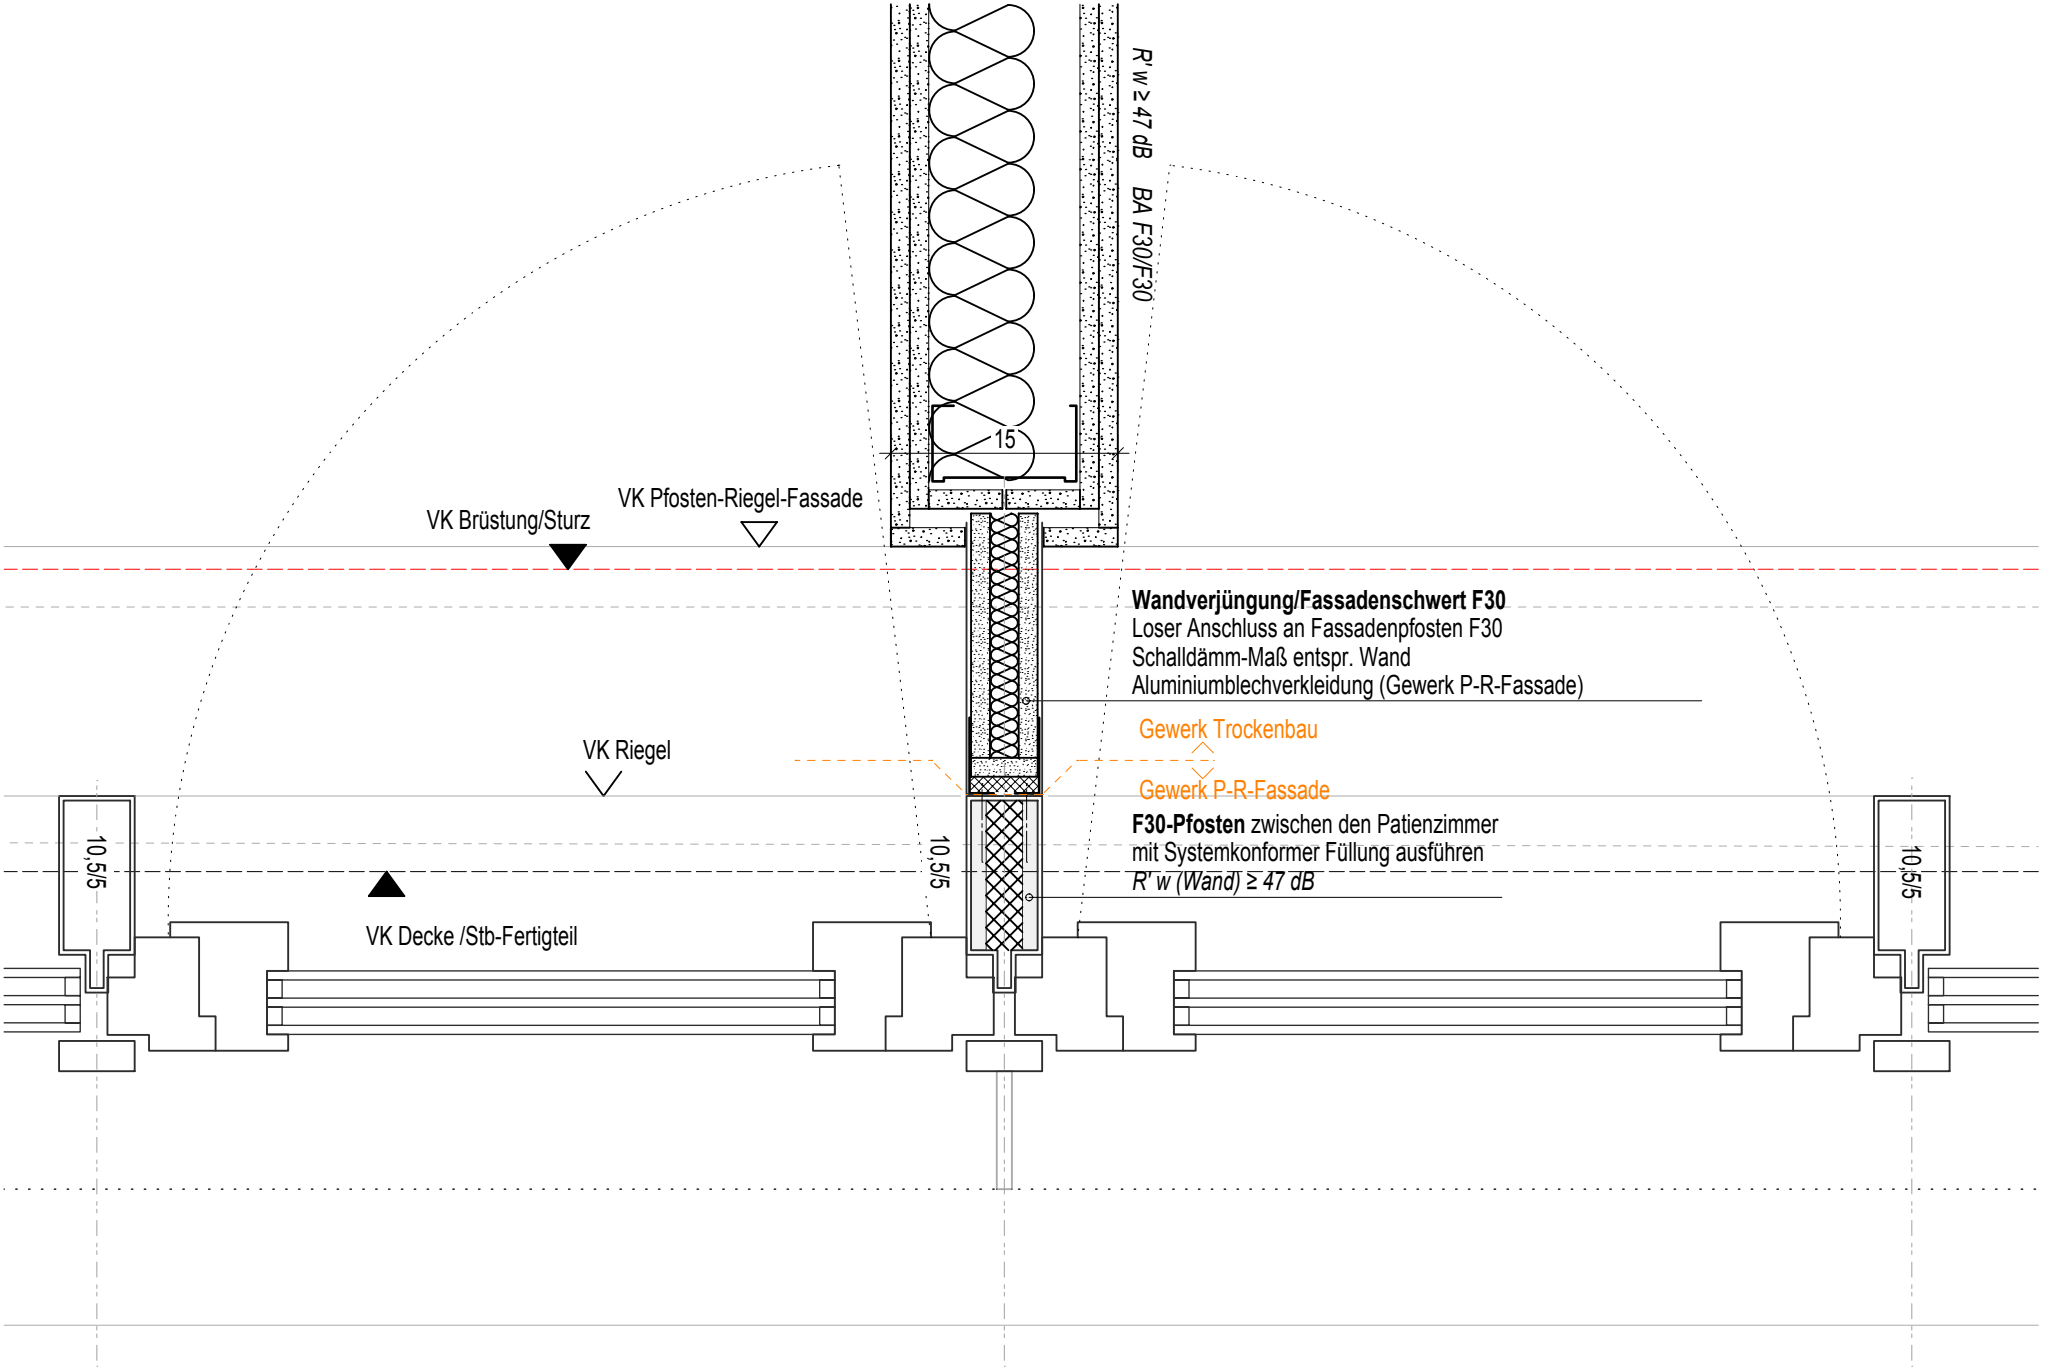 R' w ≥ 47 dB BA F30/F30
15
VK Pfosten-Riegel-Fassade
VK Brüstung/Sturz
Wandverjüngung/Fassadenschwert F30
Loser Anschluss an Fassadenpfosten F30
Schalldämm-Maß entspr. Wand
Aluminiumblechverkleidung (Gewerk P-R-Fassade)
Gewerk Trockenbau
VK Riegel
Gewerk P-R-Fassade
F30-Pfosten zwischen den Patienzimmer
mit Systemkonformer Füllung ausführen
R' w (Wand) ≥ 47 dB
10,5/5
10,5/5
10,5/5
VK Decke /Stb-Fertigteil